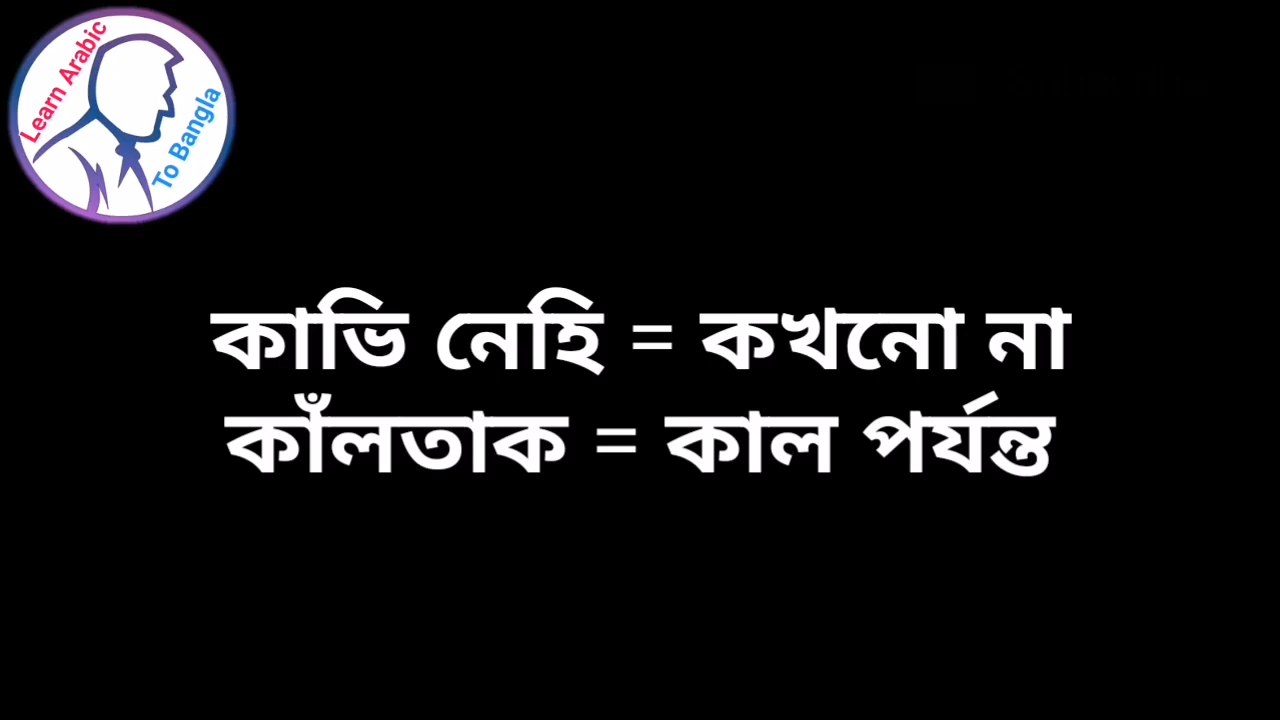 Learn Arabic
To Bangla
কাভি নেহি = কখনো না
কাঁলতাক = কাল পর্যন্ত